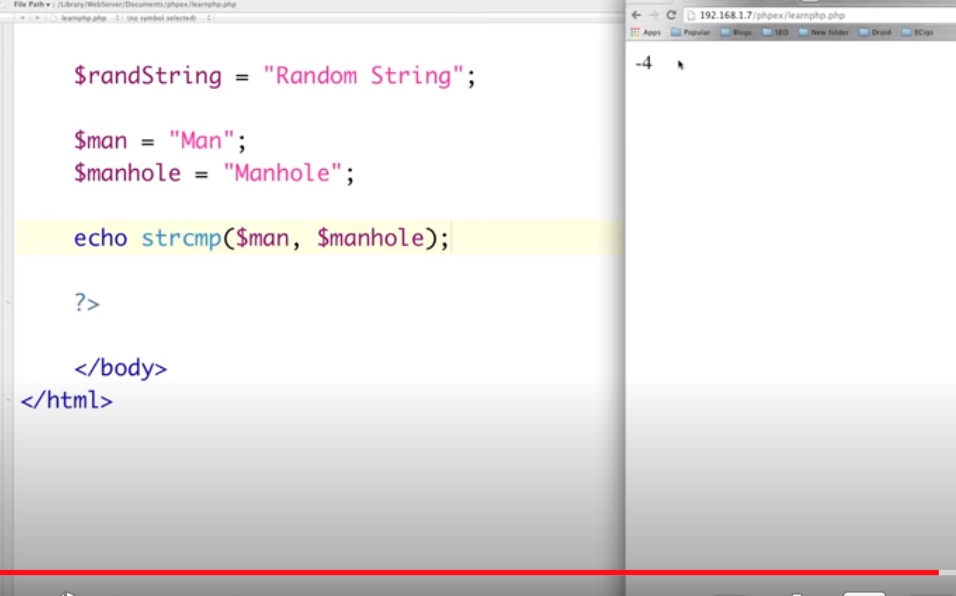 File Path ▾ : /Library/WebServer/Documents/phpex/learnphp.php
learnphp.php (no symbol selected)
$randString = "Random String";
$man = "Man";
$manhole = "Manhole";
echo strcmp($man, $manhole);
?>
</body>
</html>
192.168.1.7/phpex/learnphp.php
Apps Popular Blogs SEO New folder Droid ECigs
-4